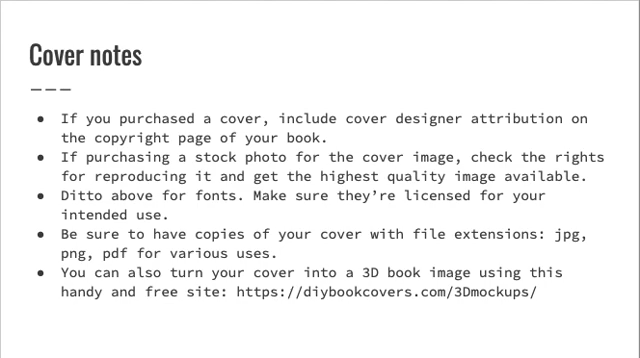 Cover notes
● If you purchased a cover, include cover designer attribution on
the copyright page of your book.
● If purchasing a stock photo for the cover image, check the rights
for reproducing it and get the highest quality image available.
● Ditto above for fonts. Make sure they’re licensed for your
intended use.
● Be sure to have copies of your cover with file extensions: jpg,
png, pdf for various uses.
● You can also turn your cover into a 3D book image using this
handy and free site: https://diybookcovers.com/3Dmockups/